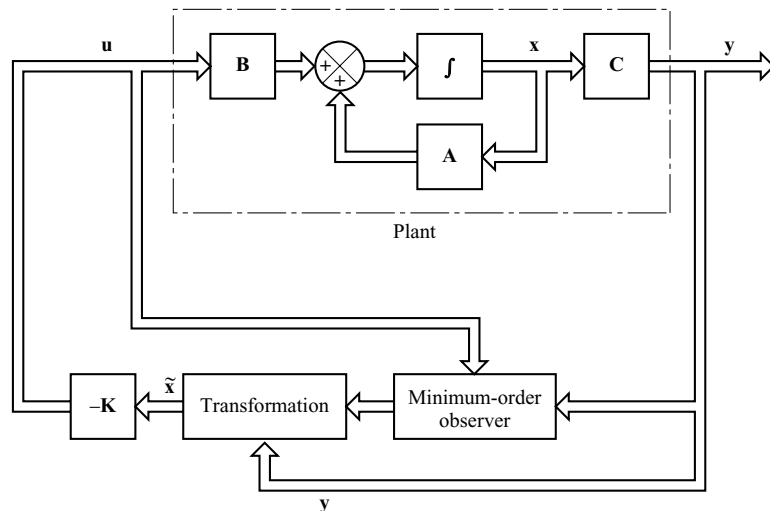 u
B
+
+
∫
x
C
y
A
Plant
x̃
–K
Transformation
Minimum-order
observer
y